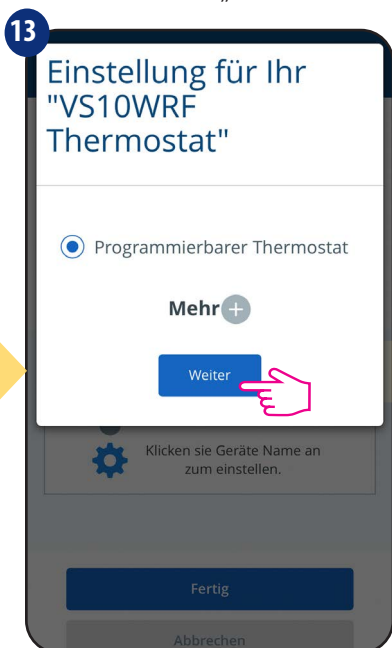 13
Einstellung für Ihr
"VS10WRF
Thermostat"
Programmierbarer Thermostat
Mehr +
Weiter
Klicken sie Geräte Name an
zum einstellen.
Fertig
Abbrechen